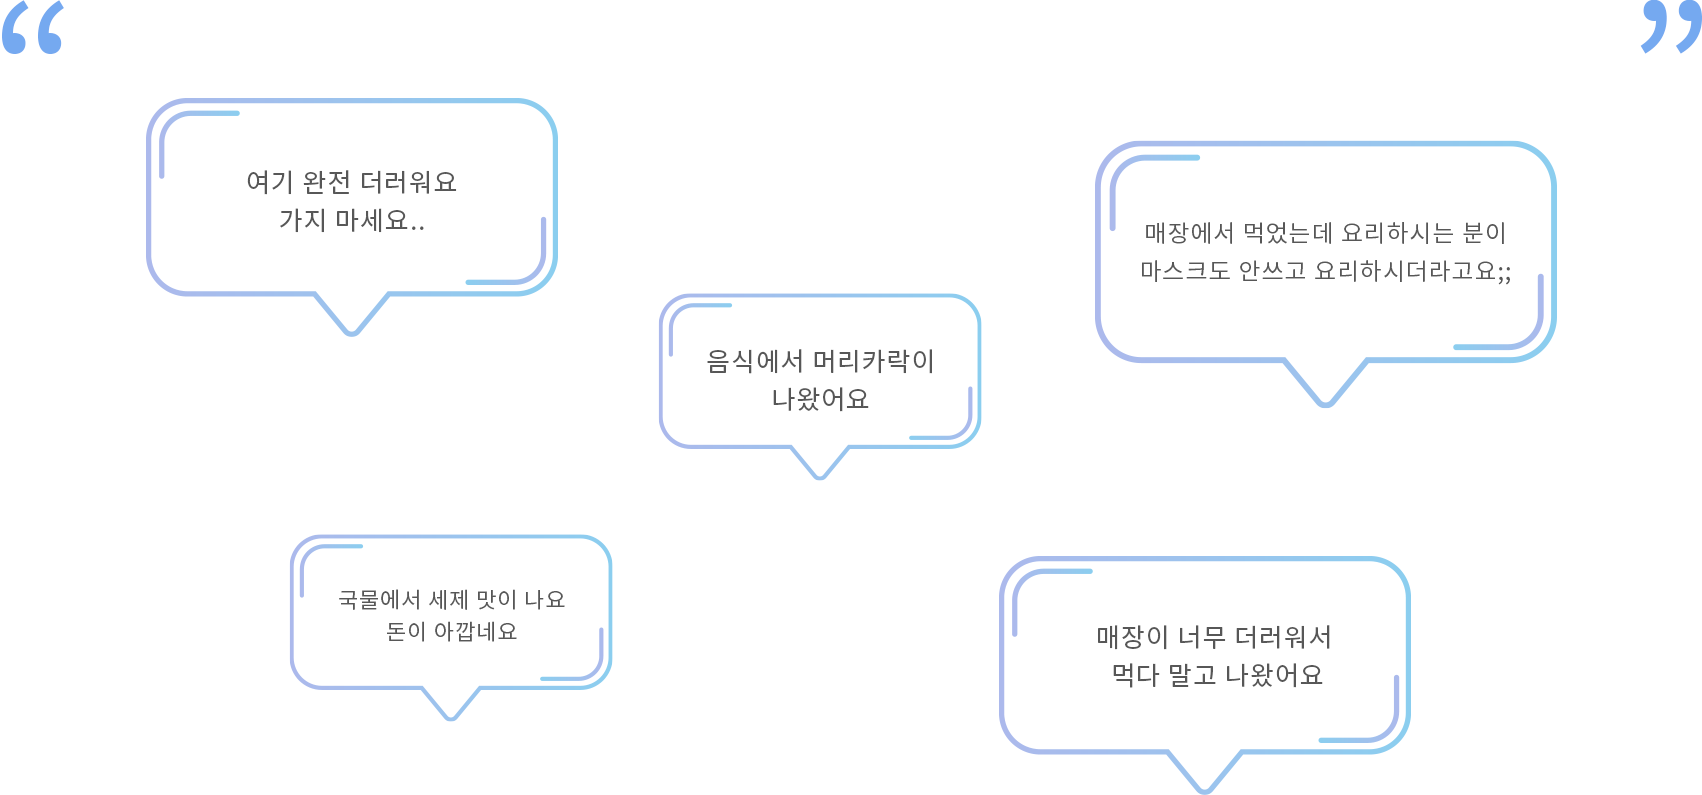 “ ”
여기 완전 더러워요
가지 마세요..
매장에서 먹었는데 요리하시는 분이
마스크도 안쓰고 요리하시더라고요;;
음식에서 머리카락이
나왔어요
국물에서 세제 맛이 나요
돈이 아깝네요
매장이 너무 더러워서
먹다 말고 나왔어요